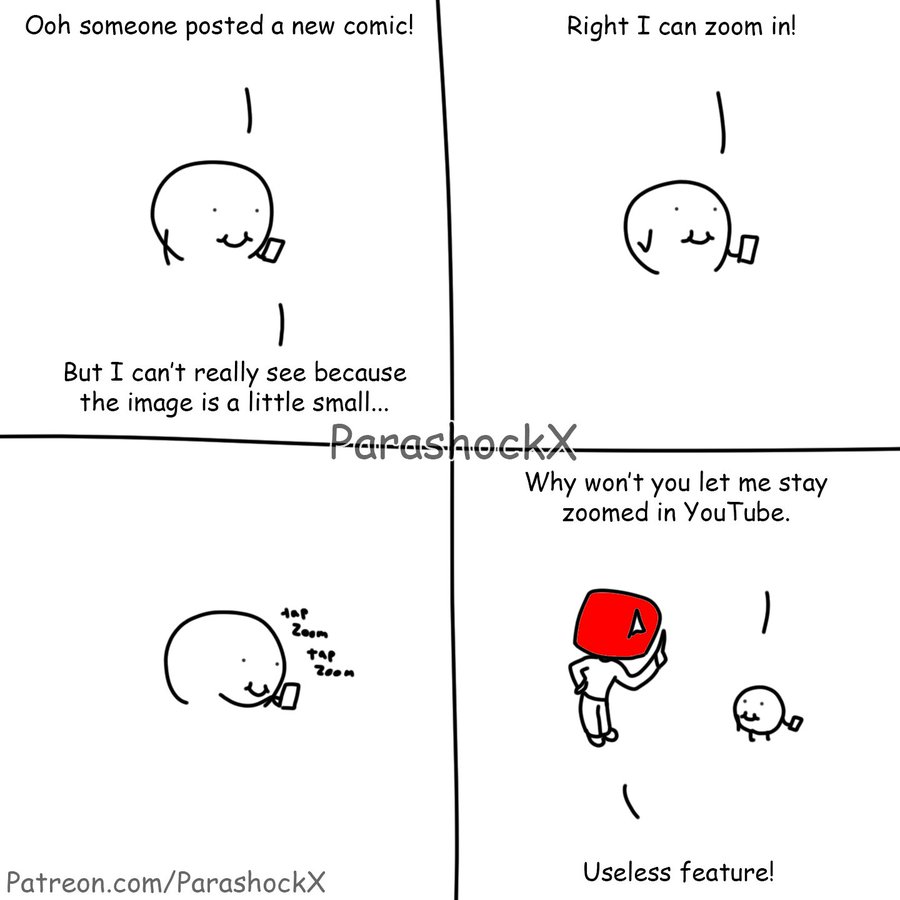 Ooh someone posted a new comic!
But I can't really see because
the image is a little small...
Right I can zoom in!
ParashockX
tap
Zoom
tap
Zoom
Why won't you let me stay
zoomed in YouTube.
Useless feature!
Patreon.com/ParashockX